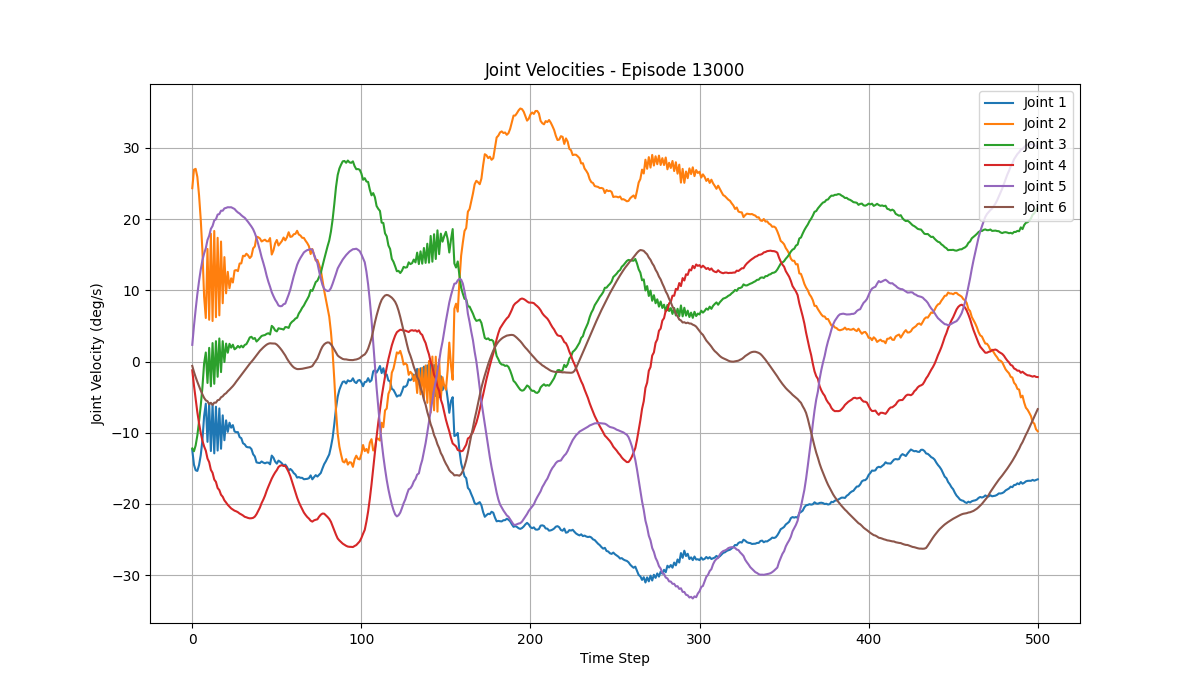 Joint Velocities - Episode 13000
Joint Velocity (deg/s)
30
20
10
0
−10
−20
−30
0 100 200 300 400 500
Time Step
Joint 1
Joint 2
Joint 3
Joint 4
Joint 5
Joint 6